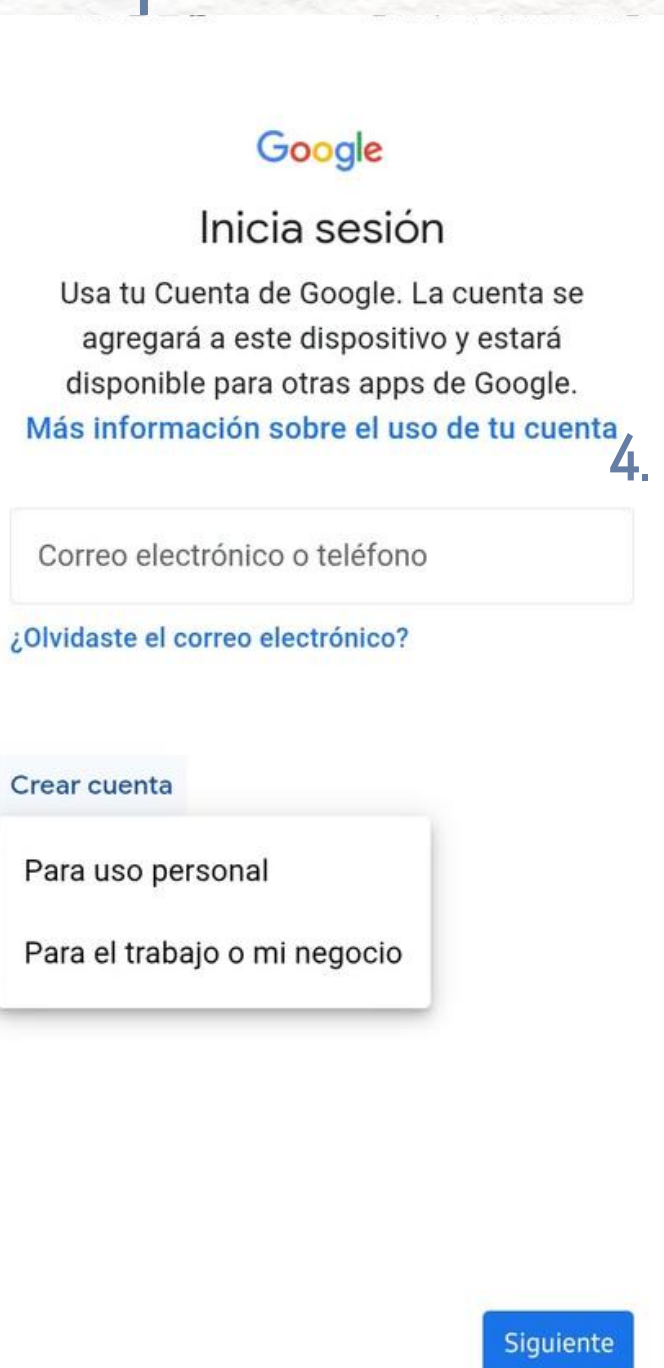 Google
Inicia sesión
Usa tu Cuenta de Google. La cuenta se
agregará a este dispositivo y estará
disponible para otras apps de Google.
Más información sobre el uso de tu cuenta
4.
Correo electrónico o teléfono
¿Olvidaste el correo electrónico?
Crear cuenta
Para uso personal
Para el trabajo o mi negocio
Siguiente